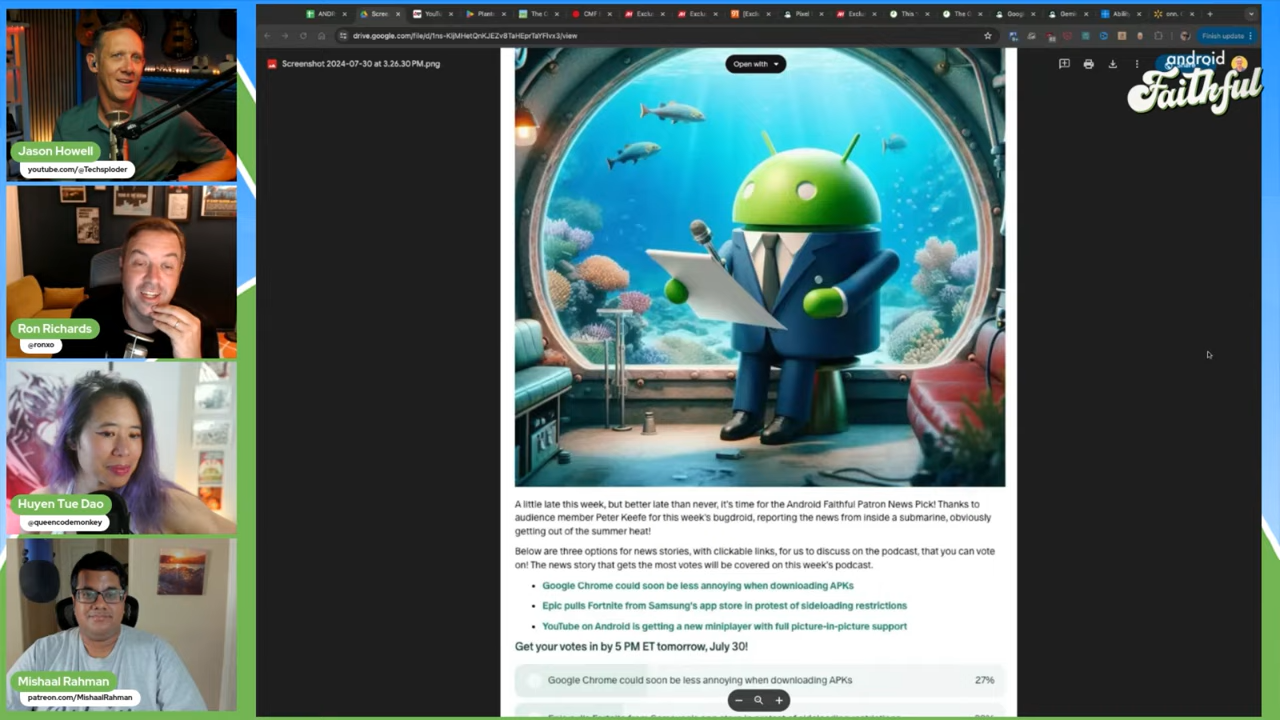 Jason Howell
youtube.com/@Techsploder
Ron Richards
@ronxo
Huyen Tue Dao
@queencodemonkey
Mishaal Rahman
patreon.com/MishaalRahman
Finish update
Screenshot 2024-07-30 at 3.26.30 PM.png
Open with
android
Faithful
A little late this week, but better late than never, it's time for the Android Faithful Patron News Pick! Thanks to
audience member Peter Keefe for this week's bugdroid, reporting the news from inside a submarine, obviously
getting out of the summer heat!
Below are three options for news stories, with clickable links, for us to discuss on the podcast, that you can vote
on! The news story that gets the most votes will be covered on this week's podcast.
• Google Chrome could soon be less annoying when downloading APKs
• Epic pulls Fortnite from Samsung's app store in protest of sideloading restrictions
• YouTube on Android is getting a new miniplayer with full picture-in-picture support
Get your votes in by 5 PM ET tomorrow, July 30!
Google Chrome could soon be less annoying when downloading APKs 27%